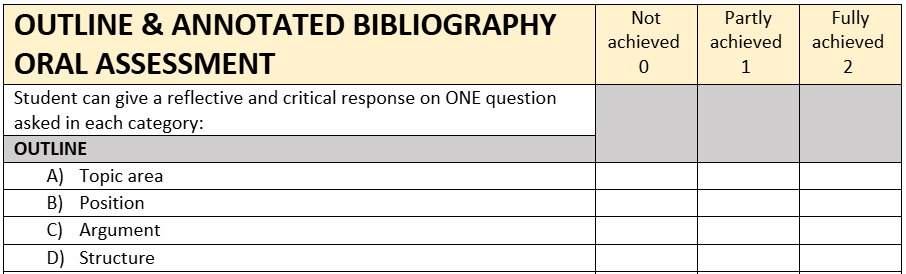 OUTLINE & ANNOTATED BIBLIOGRAPHY
ORAL ASSESSMENT
Not
achieved
0
Partly
achieved
1
Fully
achieved
2
Student can give a reflective and critical response on ONE question
asked in each category:
OUTLINE
A) Topic area
B) Position
C) Argument
D) Structure